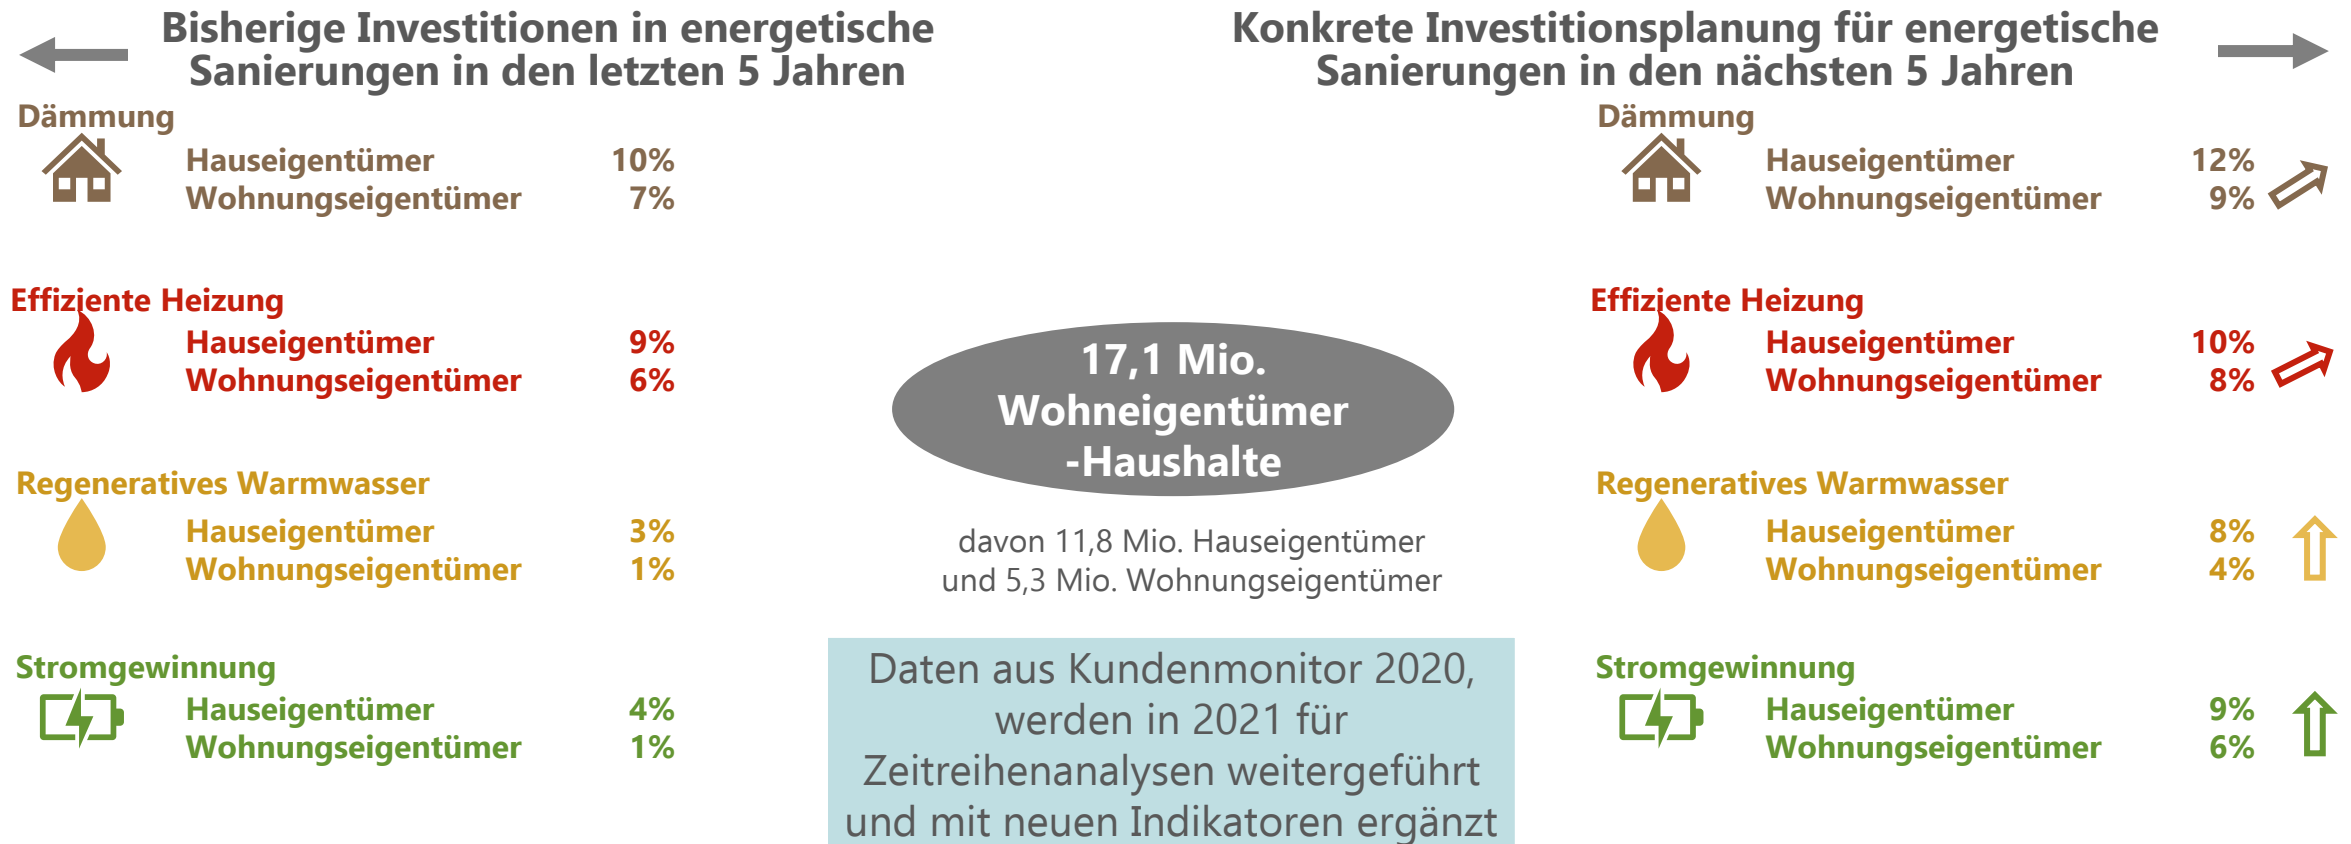 Bisherige Investitionen in energetische
Sanierungen in den letzten 5 Jahren
Dämmung
Hauseigentümer 10%
Wohnungseigentümer 7%
Effiziente Heizung
Hauseigentümer 9%
Wohnungseigentümer 6%
Regeneratives Warmwasser
Hauseigentümer 3%
Wohnungseigentümer 1%
Stromgewinnung
Hauseigentümer 4%
Wohnungseigentümer 1%
17,1 Mio.
Wohneigentümer
-Haushalte
davon 11,8 Mio. Hauseigentümer
und 5,3 Mio. Wohnungseigentümer
Daten aus Kundenmonitor 2020,
werden in 2021 für
Zeitreihenanalysen weitergeführt
und mit neuen Indikatoren ergänzt
Konkrete Investitionsplanung für energetische
Sanierungen in den nächsten 5 Jahren
Dämmung
Hauseigentümer 12%
Wohnungseigentümer 9%
Effiziente Heizung
Hauseigentümer 10%
Wohnungseigentümer 8%
Regeneratives Warmwasser
Hauseigentümer 8%
Wohnungseigentümer 4%
Stromgewinnung
Hauseigentümer 9%
Wohnungseigentümer 6%